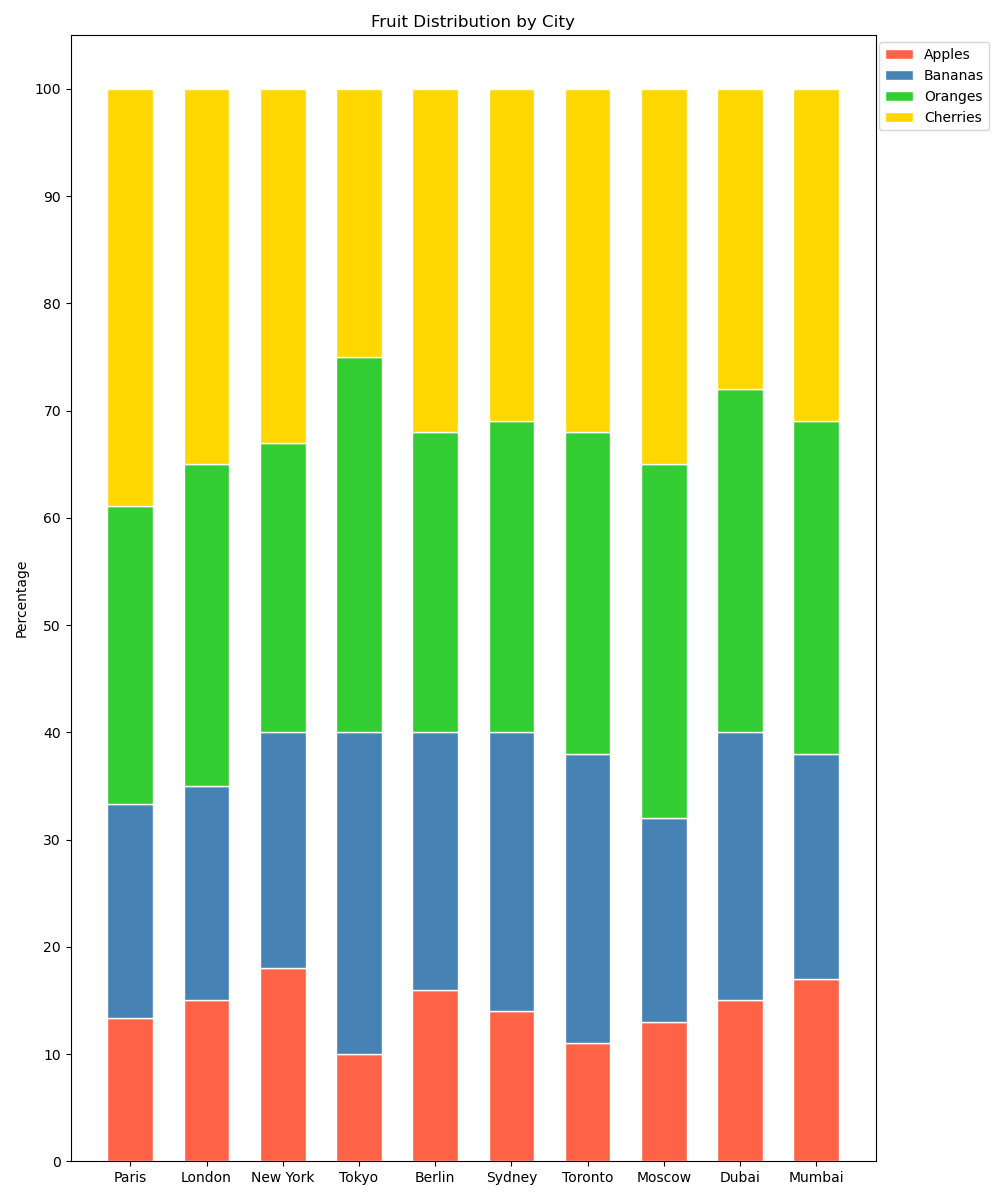 Fruit Distribution by City
Apples
Bananas
Oranges
Cherries
Percentage
100
90
80
70
60
50
40
30
20
10
0
Paris London New York Tokyo Berlin Sydney Toronto Moscow Dubai Mumbai